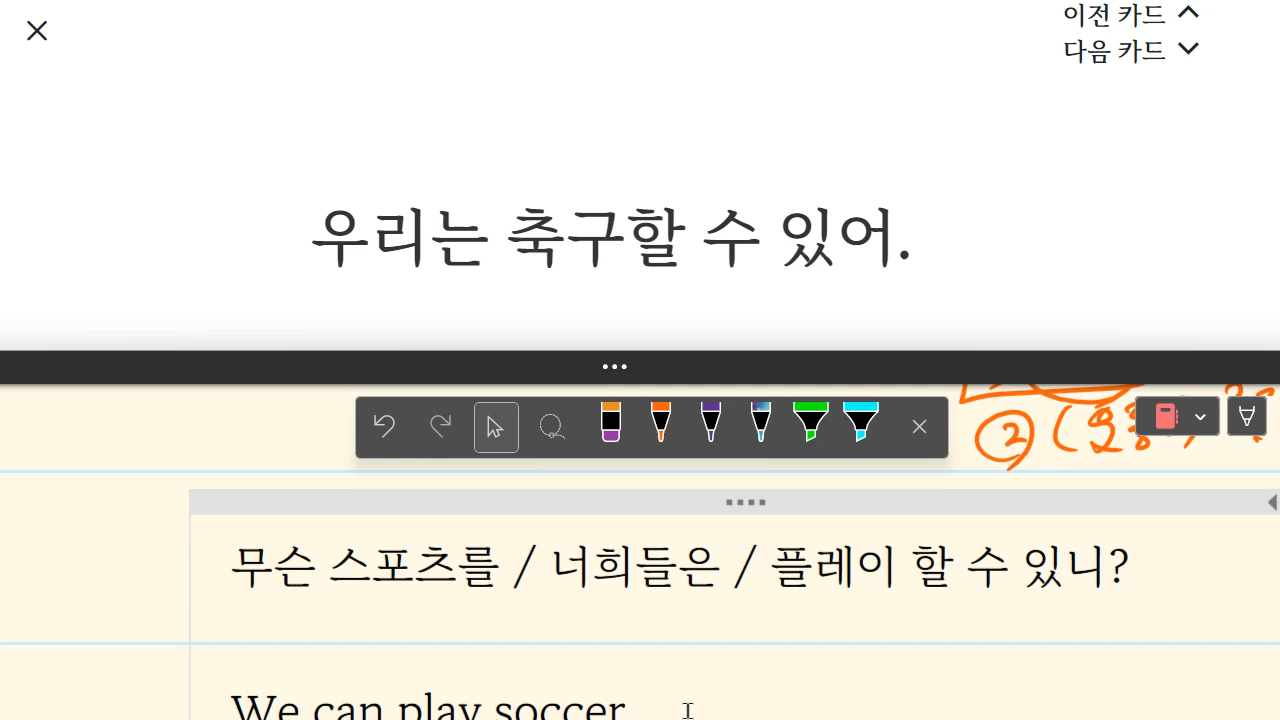 이전 카드
다음 카드
우리는 축구할 수 있어.
②
무슨 스포츠를 / 너희들은 / 플레이 할 수 있니?
We can play soccer